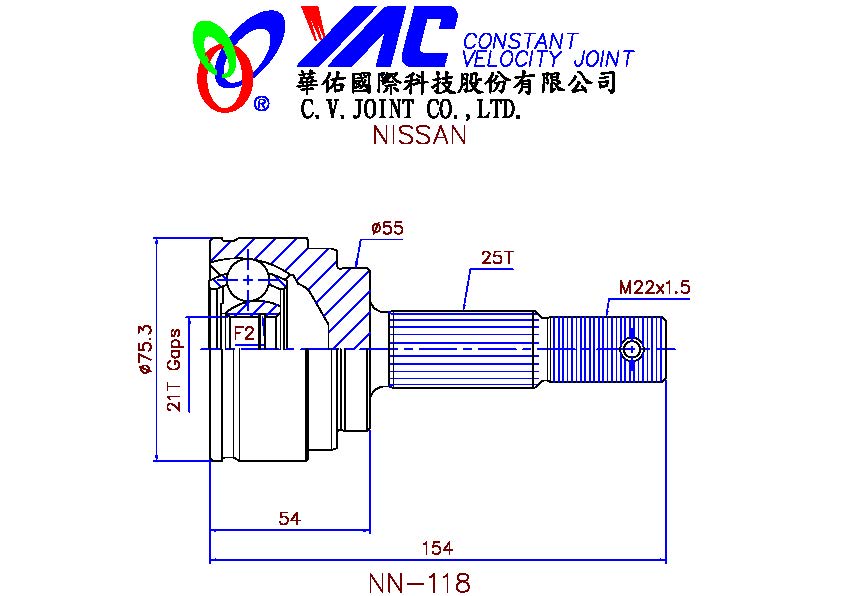 YAC CONSTANT
VELOCITY JOINT
®
華佑國際科技股份有限公司
C.V.JOINT CO.,LTD.
NISSAN
ø55
25T
M22x1.5
F2
ø75.3
21T Gaps
54
154
NN-118